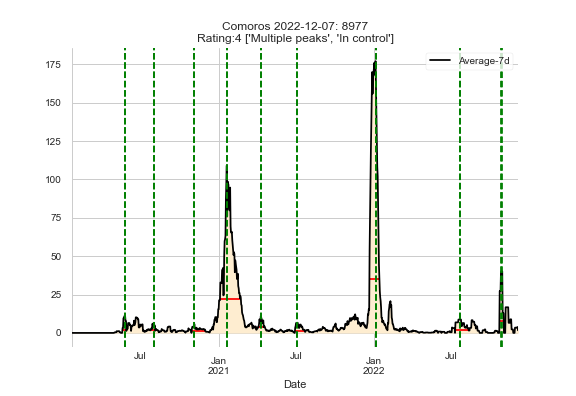 Comoros 2022-12-07: 8977
Rating:4 ['Multiple peaks', 'In control']
Average-7d
175
150
125
100
75
50
25
0
Jul
Jan
2021
Jul
Jan
2022
Jul
Date